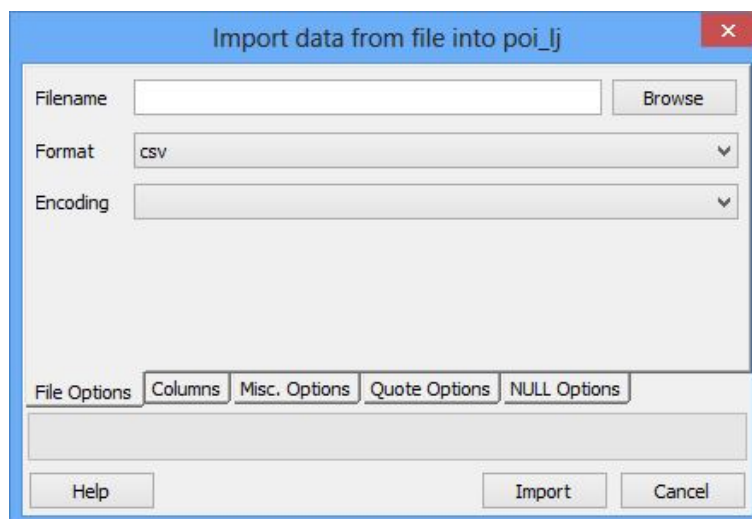 Import data from file into poi_lj
Filename
Browse
Format csv
Encoding
File Options Columns Misc. Options Quote Options NULL Options
Help Import Cancel